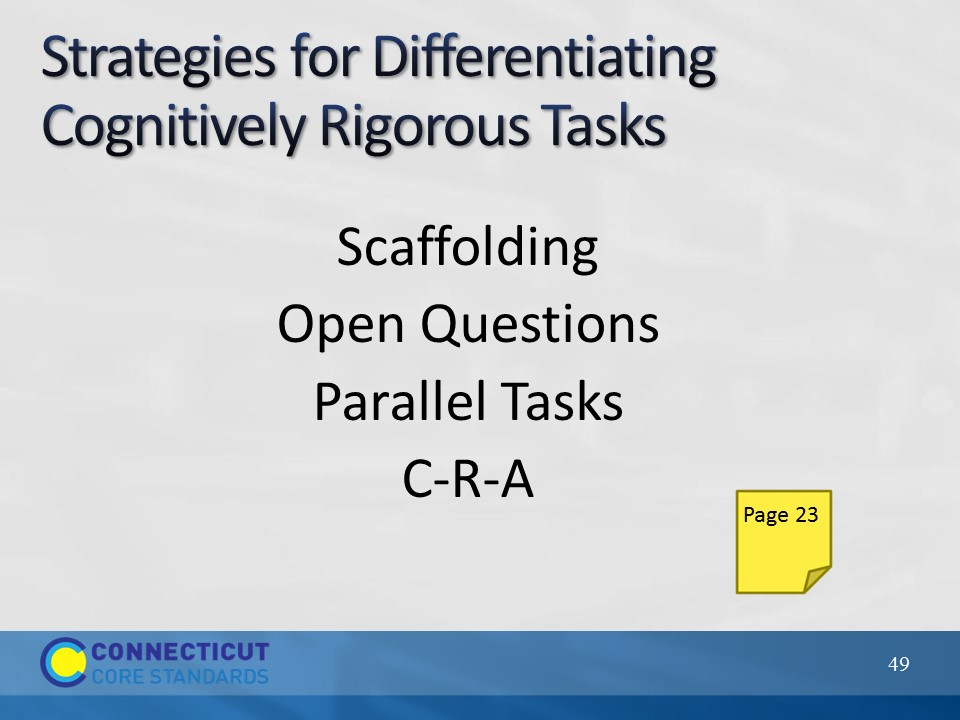 Strategies for Differentiating
Cognitively Rigorous Tasks
Scaffolding
Open Questions
Parallel Tasks
C-R-A
Page 23
CONNECTICUT
CORE STANDARDS
49